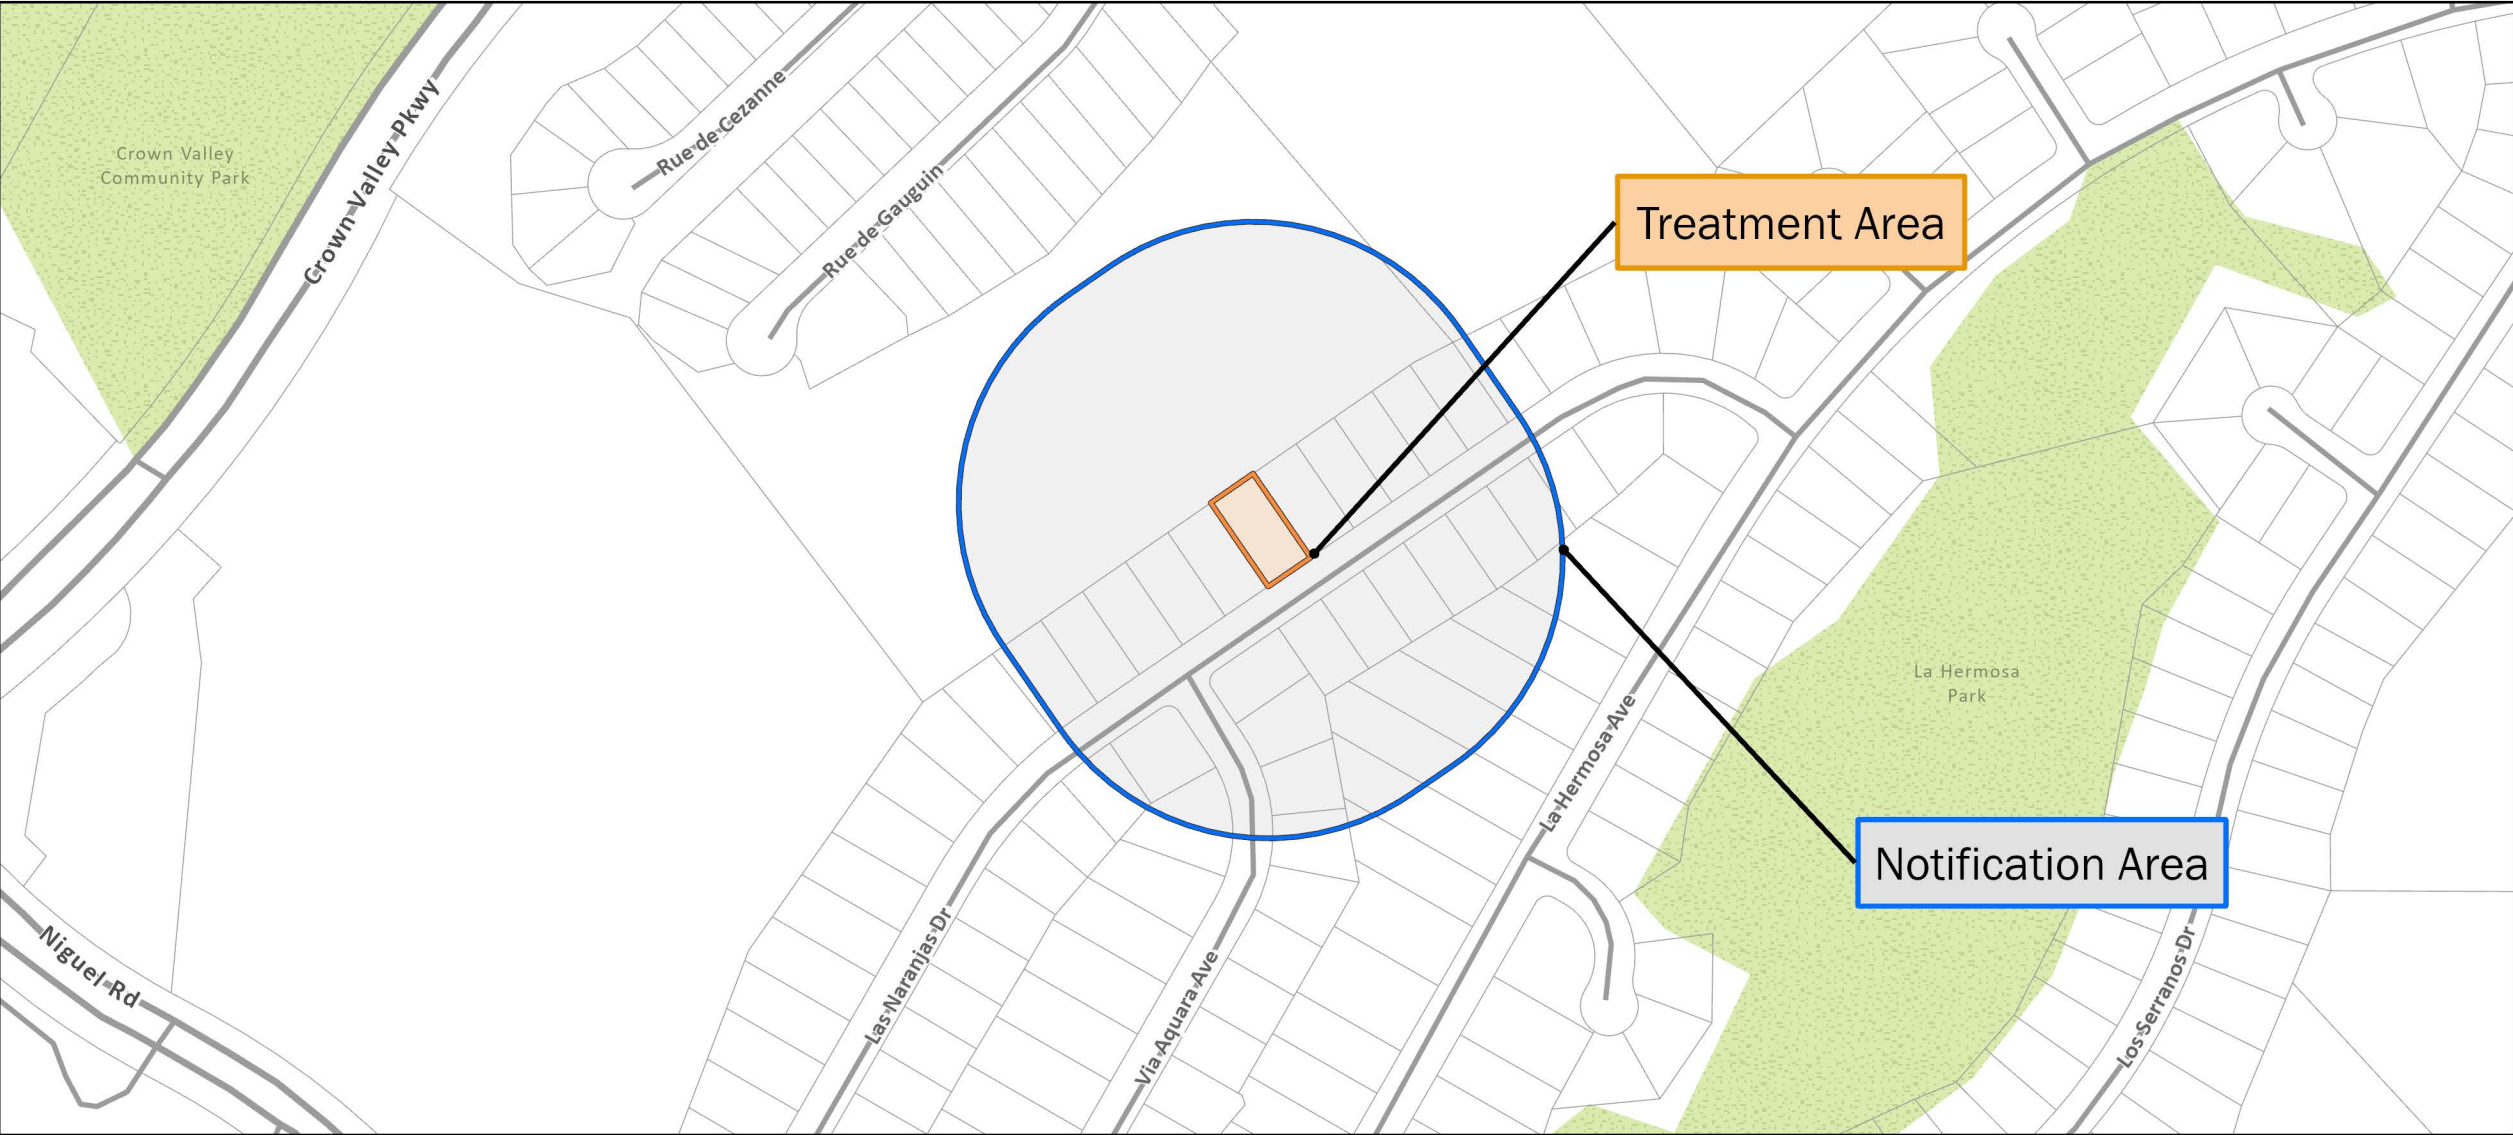 Crown Valley
Community Park
Crown Valley Pkwy
Rue de Cezanne
Rue de Gauguin
Treatment Area
La Hermosa
Park
La Hermosa Ave
Notification Area
Niguel Rd
Las Naranjas Dr
Via Aquara Ave
Los Serranos Dr